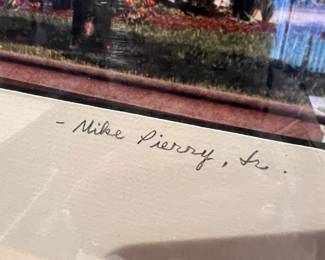 - Mike Pierry, Jr.